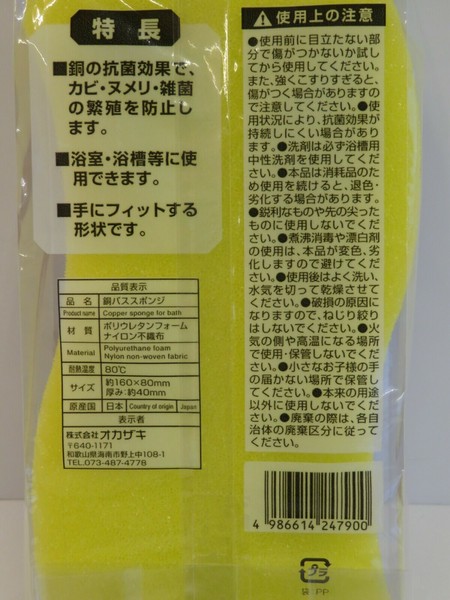 特長
■銅の抗菌効果で、
カビ・ヌメリ・雑菌
の繁殖を防止し
ます。
■浴室・浴槽等に使
用できます。
■手にフィットする
形状です。
品質表示
品名 銅バススポンジ
Product name Copper sponge for bath
材質 ポリウレタンフォーム
ナイロン不織布
Material Polyurethane foam
Nylon non-woven fabric
耐熱温度 80℃
サイズ 約160×80mm
厚み:約40mm
原産国 日本 Country of origin Japan
表示者
株式会社オカザキ
〒640-1171
和歌山県海南市野上中108-1
TEL.073-487-4778
使用上の注意
●使用前に目立たない部
分で傷がつかないか試し
てから使用してください。
また、強くこすりすぎると、
傷がつく場合がありますの
で注意してください。●使
用状況により、抗菌効果が
持続しにくい場合があり
ます。●洗剤は必ず浴槽用
中性洗剤を使用してくだ
さい。●本品は消耗品のた
め使用を続けると、退色・
劣化する場合があります。
●鋭利なものや先の尖った
ものに使用しないでくださ
い。●煮沸消毒や漂白剤
の使用は、本品が変色、劣
化しますので避けてくだ
さい。●使用後はよく洗い、
水気を切って乾燥させて
ください。●破損の原因に
なりますので、ねじり絞り
はしないでください。●火
気の側や高温になる場所
で使用・保管しないでくだ
さい。●小さなお子様の手
の届かない場所で保管し
てください。●本来の用途
以外に使用しないでくださ
い。●廃棄の際は、各自
治体の廃棄区分に従って
ください。
4 986614 247900
プラ
袋 PP